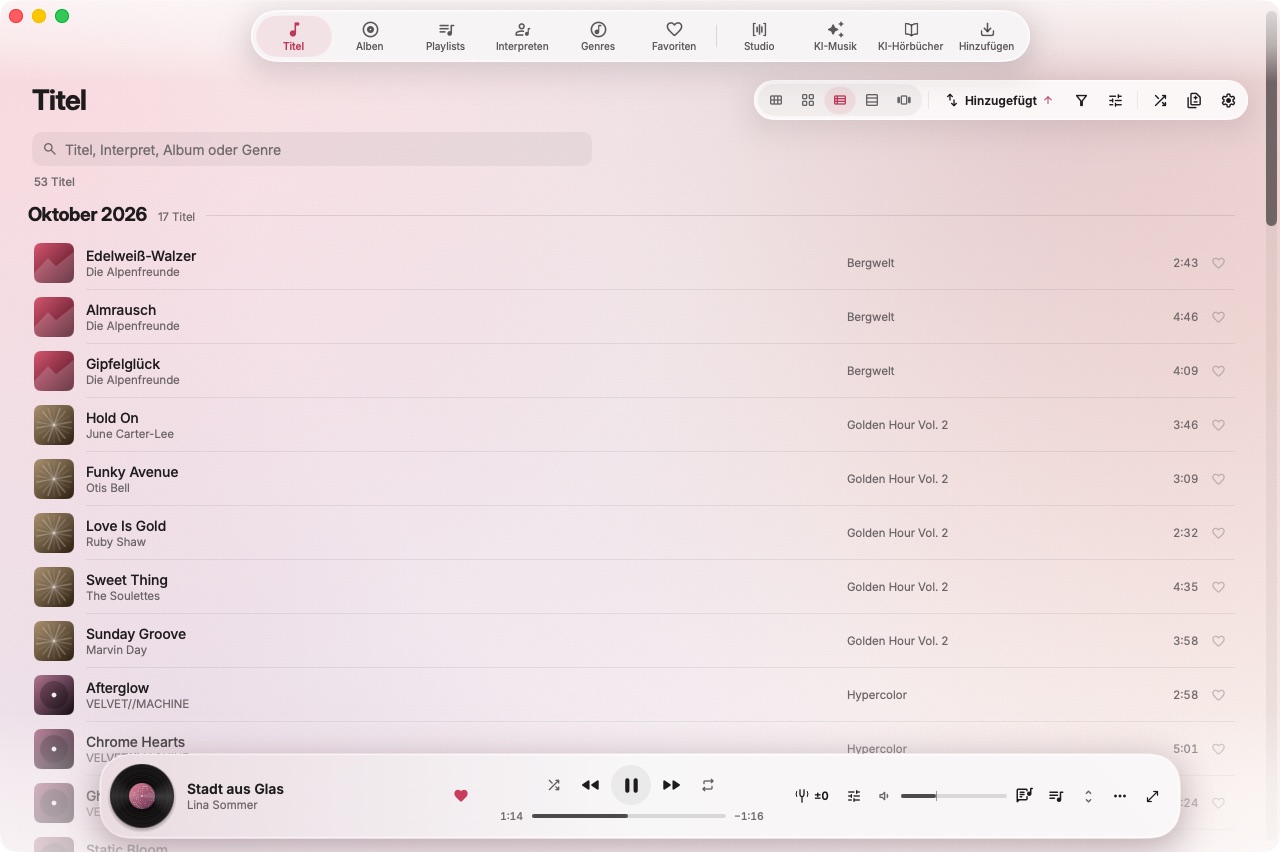 Titel
Alben
Playlists
Interpreten
Genres
Favoriten
Studio
KI-Musik
KI-Hörbücher
Hinzufügen
Titel
Hinzugefügt
Titel, Interpret, Album oder Genre
53 Titel
Oktober 2026 17 Titel
Edelweiß-Walzer
Die Alpenfreunde
Bergwelt
2:43
Almrausch
Die Alpenfreunde
Bergwelt
4:46
Gipfelglück
Die Alpenfreunde
Bergwelt
4:09
Hold On
June Carter-Lee
Golden Hour Vol. 2
3:46
Funky Avenue
Otis Bell
Golden Hour Vol. 2
3:09
Love Is Gold
Ruby Shaw
Golden Hour Vol. 2
2:32
Sweet Thing
The Soulettes
Golden Hour Vol. 2
4:35
Sunday Groove
Marvin Day
Golden Hour Vol. 2
3:58
Afterglow
VELVET//MACHINE
Hypercolor
2:58
Chrome Hearts
Hypercolor
5:01
:24
Static Bloom
Stadt aus Glas
Lina Sommer
1:14
−1:16
±0